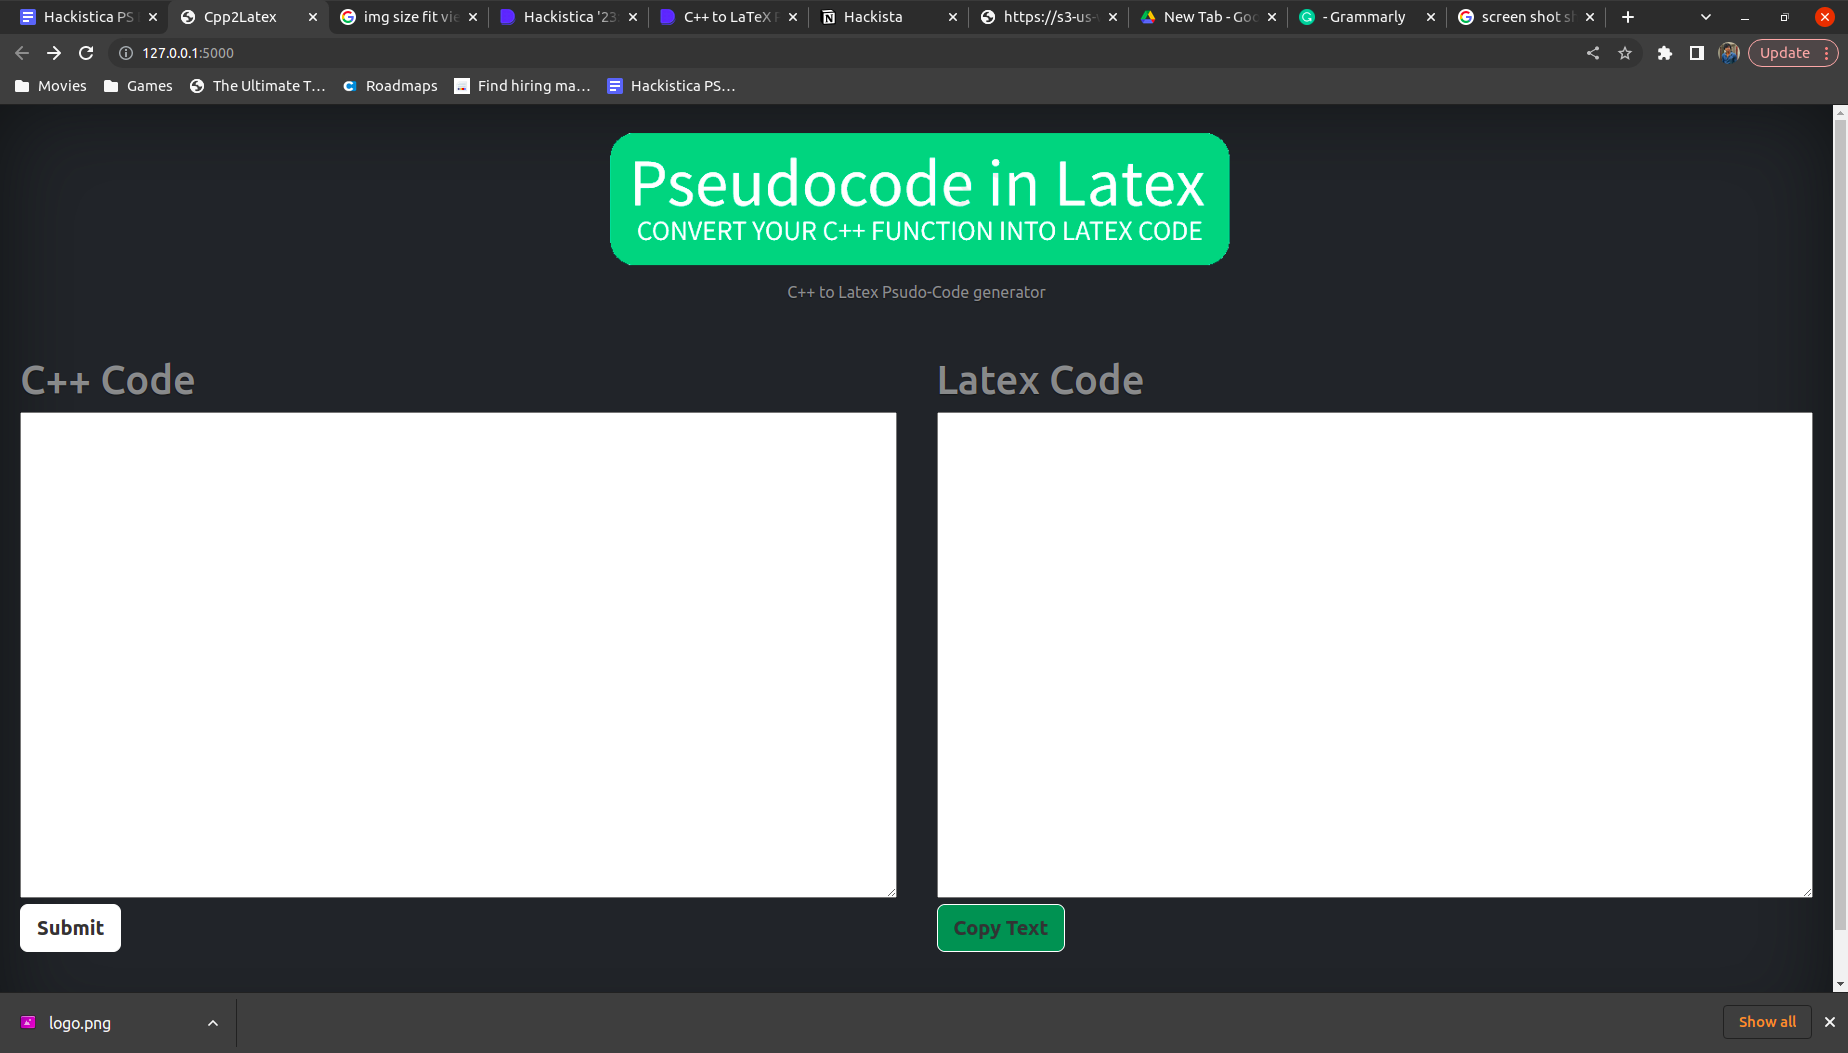 Hackistica PS
Cpp2Latex
img size fit vie
Hackistica '23:
C++ to LaTeX P
Hackista
https://s3-us-
New Tab - Goo
- Grammarly
screen shot sh
127.0.0.1:5000
Update
Movies
Games
The Ultimate T...
Roadmaps
Find hiring ma...
Hackistica PS...
Pseudocode in Latex
CONVERT YOUR C++ FUNCTION INTO LATEX CODE
C++ to Latex Psudo-Code generator
C++ Code
Latex Code
Submit
Copy Text
logo.png
Show all